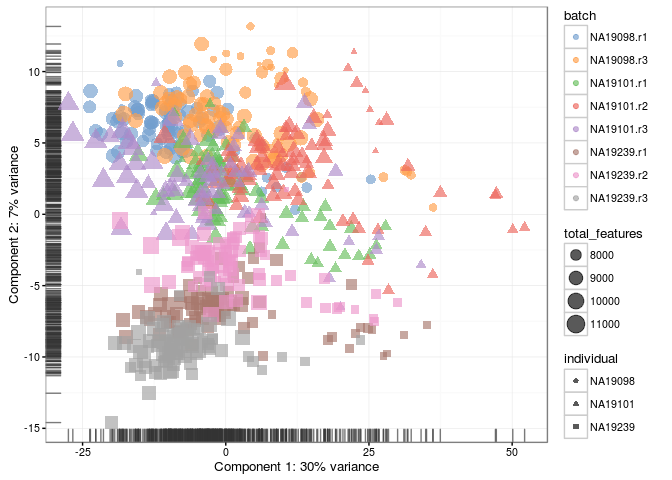 batch
NA19098.r1
NA19098.r3
NA19101.r1
NA19101.r2
NA19101.r3
NA19239.r1
NA19239.r2
NA19239.r3
total_features
8000
9000
10000
11000
individual
NA19098
NA19101
NA19239
Component 2: 7% variance
10
5
0
-5
-10
-15
-25
0
25
50
Component 1: 30% variance